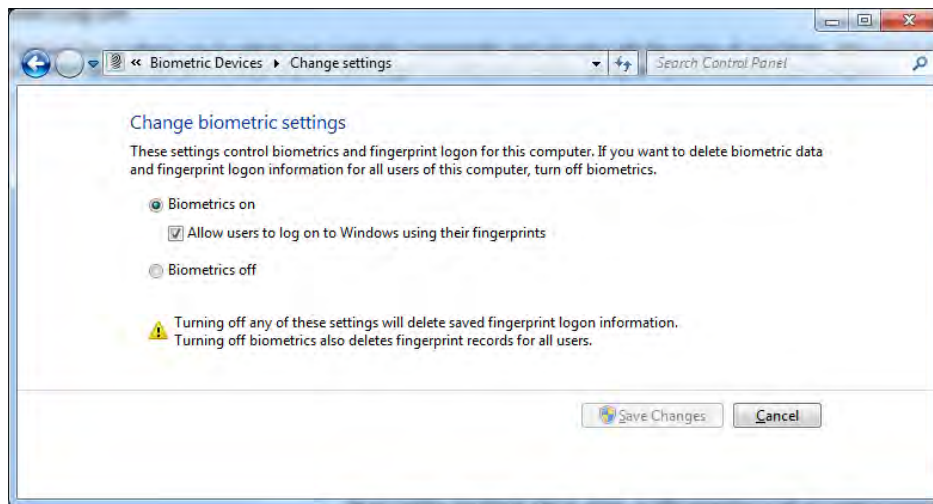 « Biometric Devices ▸ Change settings
Search Control Panel
Change biometric settings
These settings control biometrics and fingerprint logon for this computer. If you want to delete biometric data
and fingerprint logon information for all users of this computer, turn off biometrics.
Biometrics on
Allow users to log on to Windows using their fingerprints
Biometrics off
Turning off any of these settings will delete saved fingerprint logon information.
Turning off biometrics also deletes fingerprint records for all users.
Save Changes
Cancel